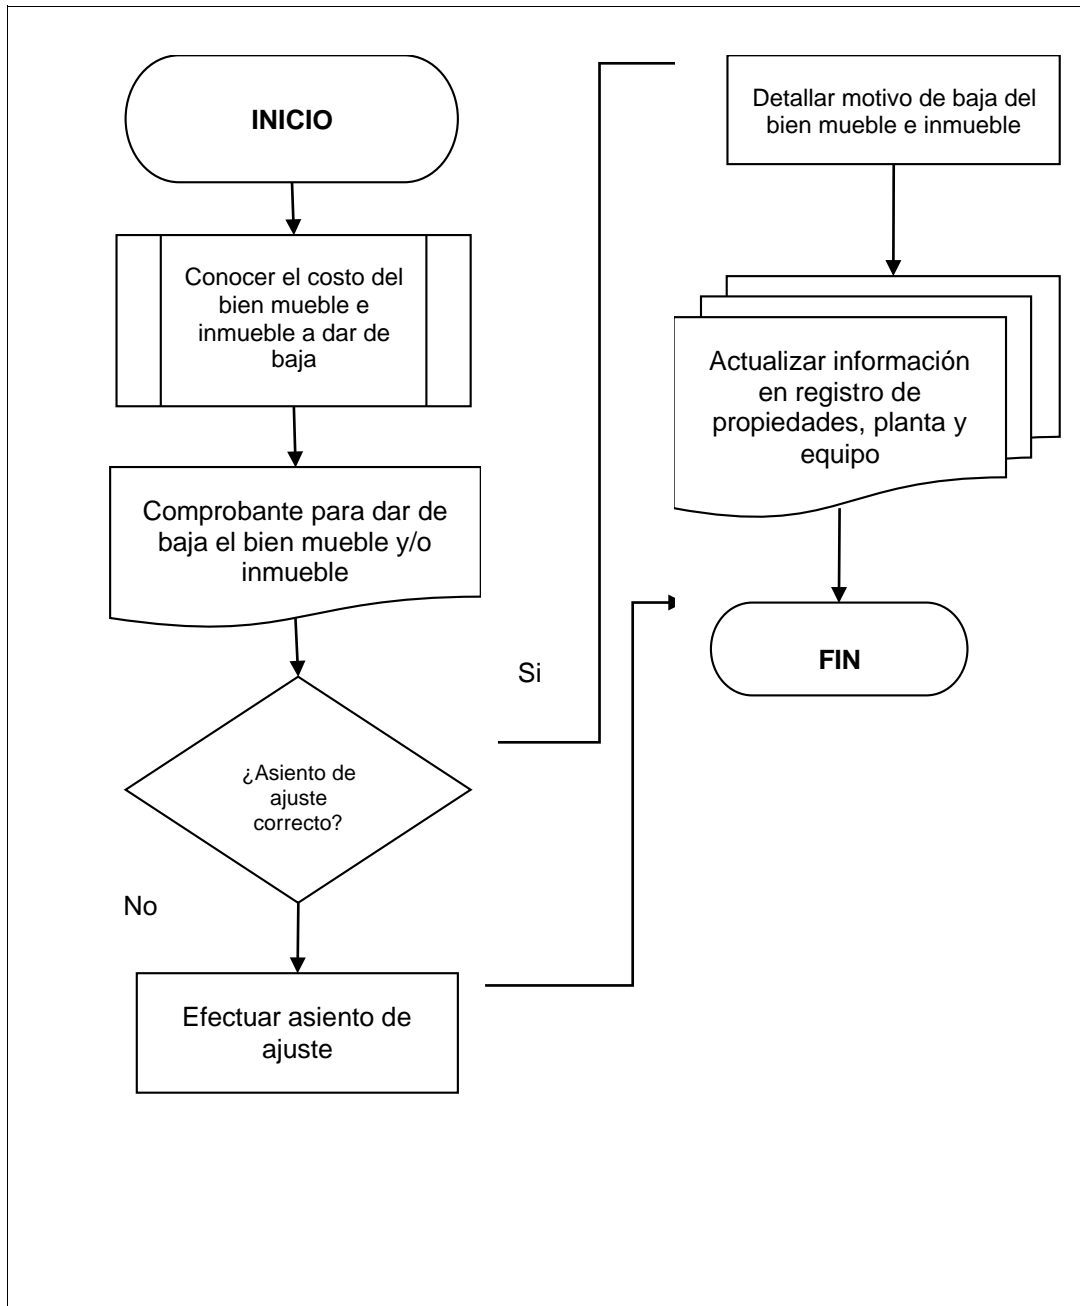 INICIO
Conocer el costo del
bien mueble e
inmueble a dar de
baja
Comprobante para dar de
baja el bien mueble y/o
inmueble
¿Asiento de
ajuste
correcto?
Si
No
Efectuar asiento de
ajuste
Detallar motivo de baja del
bien mueble e inmueble
Actualizar información
en registro de
propiedades, planta y
equipo
FIN